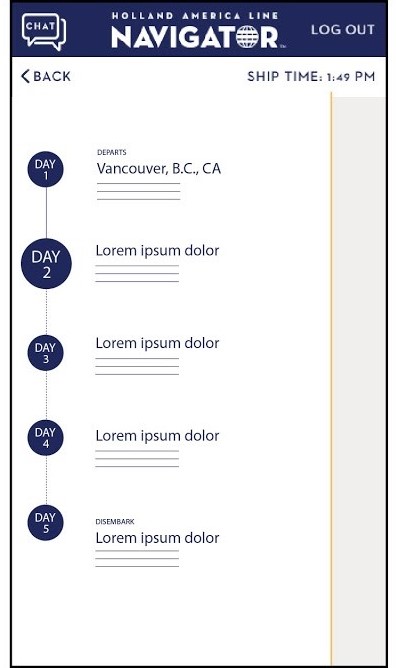 CHAT
HOLLAND AMERICA LINE
NAVIGATOR™
LOG OUT
BACK
SHIP TIME: 1:49 PM
DAY
1
DEPARTS
Vancouver, B.C., CA
DAY
2
Lorem ipsum dolor
DAY
3
Lorem ipsum dolor
DAY
4
Lorem ipsum dolor
DAY
5
DISEMBARK
Lorem ipsum dolor